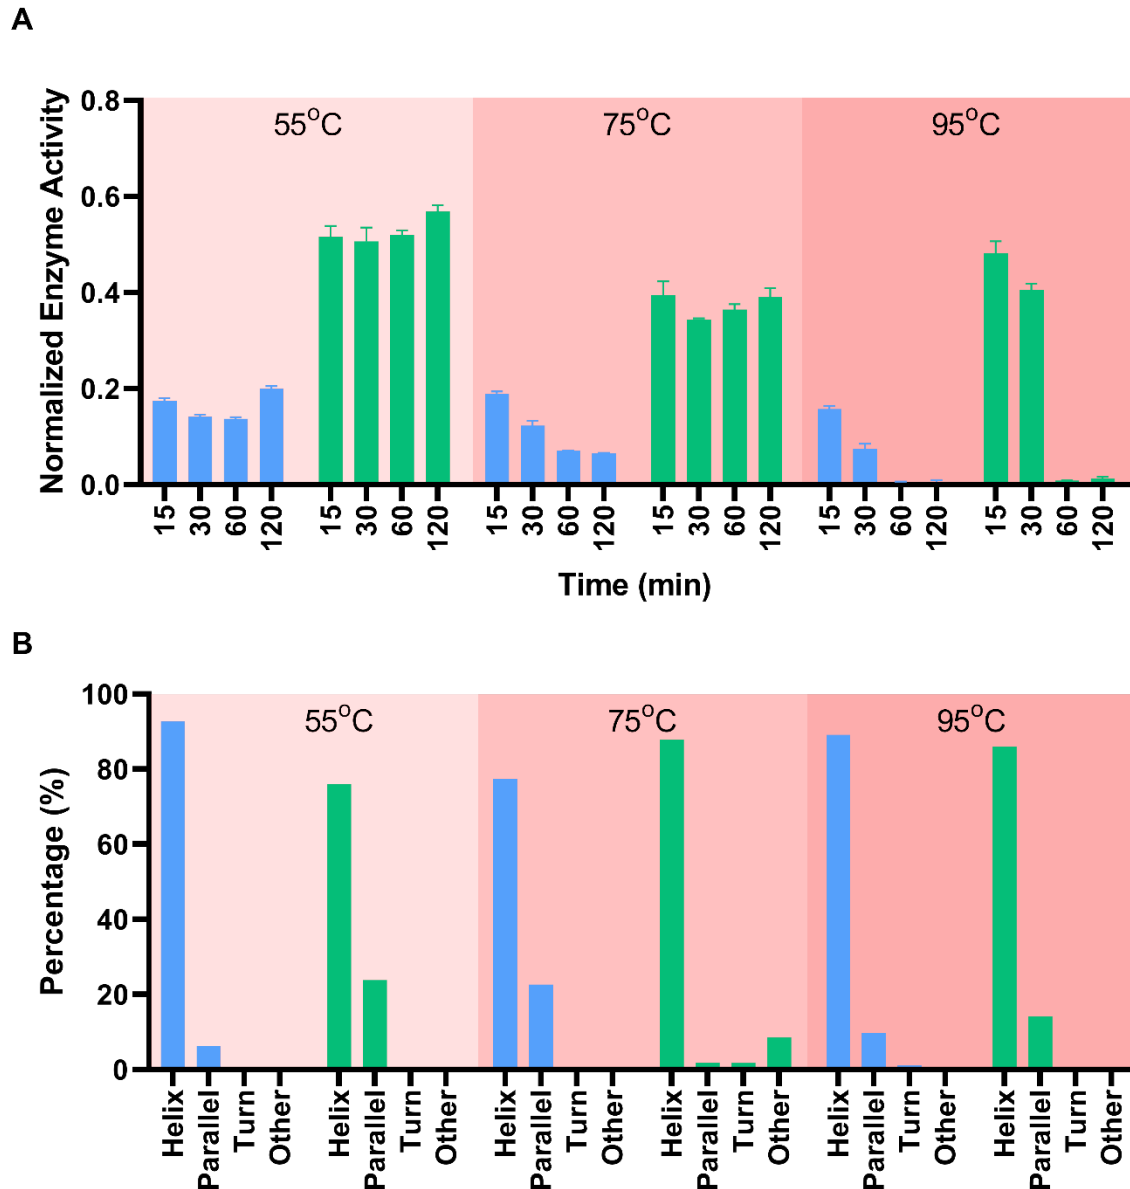 A
Normalized Enzyme Activity
0.8
0.6
0.4
0.2
0.0
55°C
75°C
95°C
15 30 60 120 15 30 60 120 15 30 60 120 15 30 60 120 15 30 60 120 15 30 60 120
Time (min)
B
Percentage (%)
100
80
60
40
20
0
55°C
75°C
95°C
Helix Parallel Turn Other Helix Parallel Turn Other Helix Parallel Turn Other Helix Parallel Turn Other Helix Parallel Turn Other Helix Parallel Turn Other